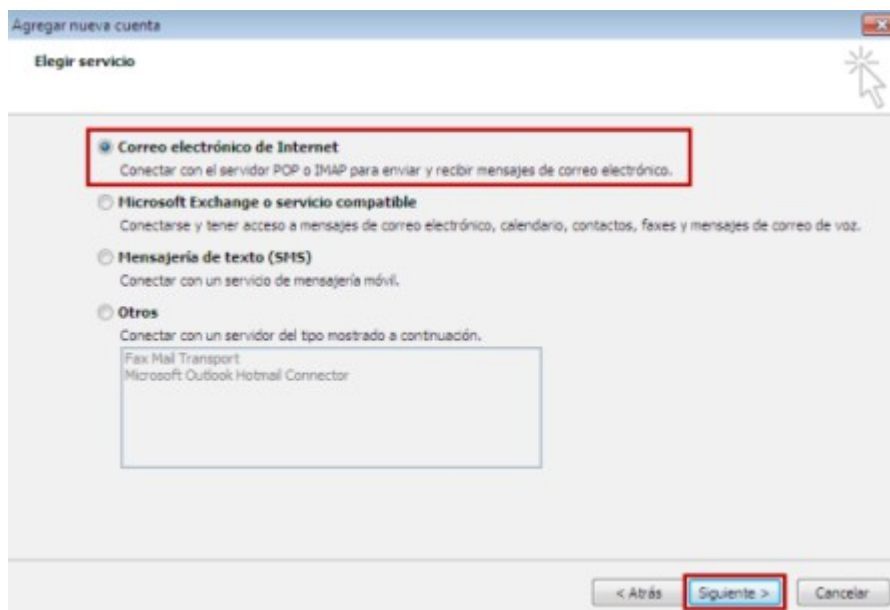 Agregar nueva cuenta
Elegir servicio
Correo electrónico de Internet
Conectar con el servidor POP o IMAP para enviar y recibir mensajes de correo electrónico.
Microsoft Exchange o servicio compatible
Conectarse y tener acceso a mensajes de correo electrónico, calendario, contactos, faxes y mensajes de correo de voz.
Mensajería de texto (SMS)
Conectar con un servicio de mensajería móvil.
Otros
Conectar con un servidor del tipo mostrado a continuación.
Fax Mail Transport
Microsoft Outlook Hotmail Connector
< Atrás Siguiente > Cancelar